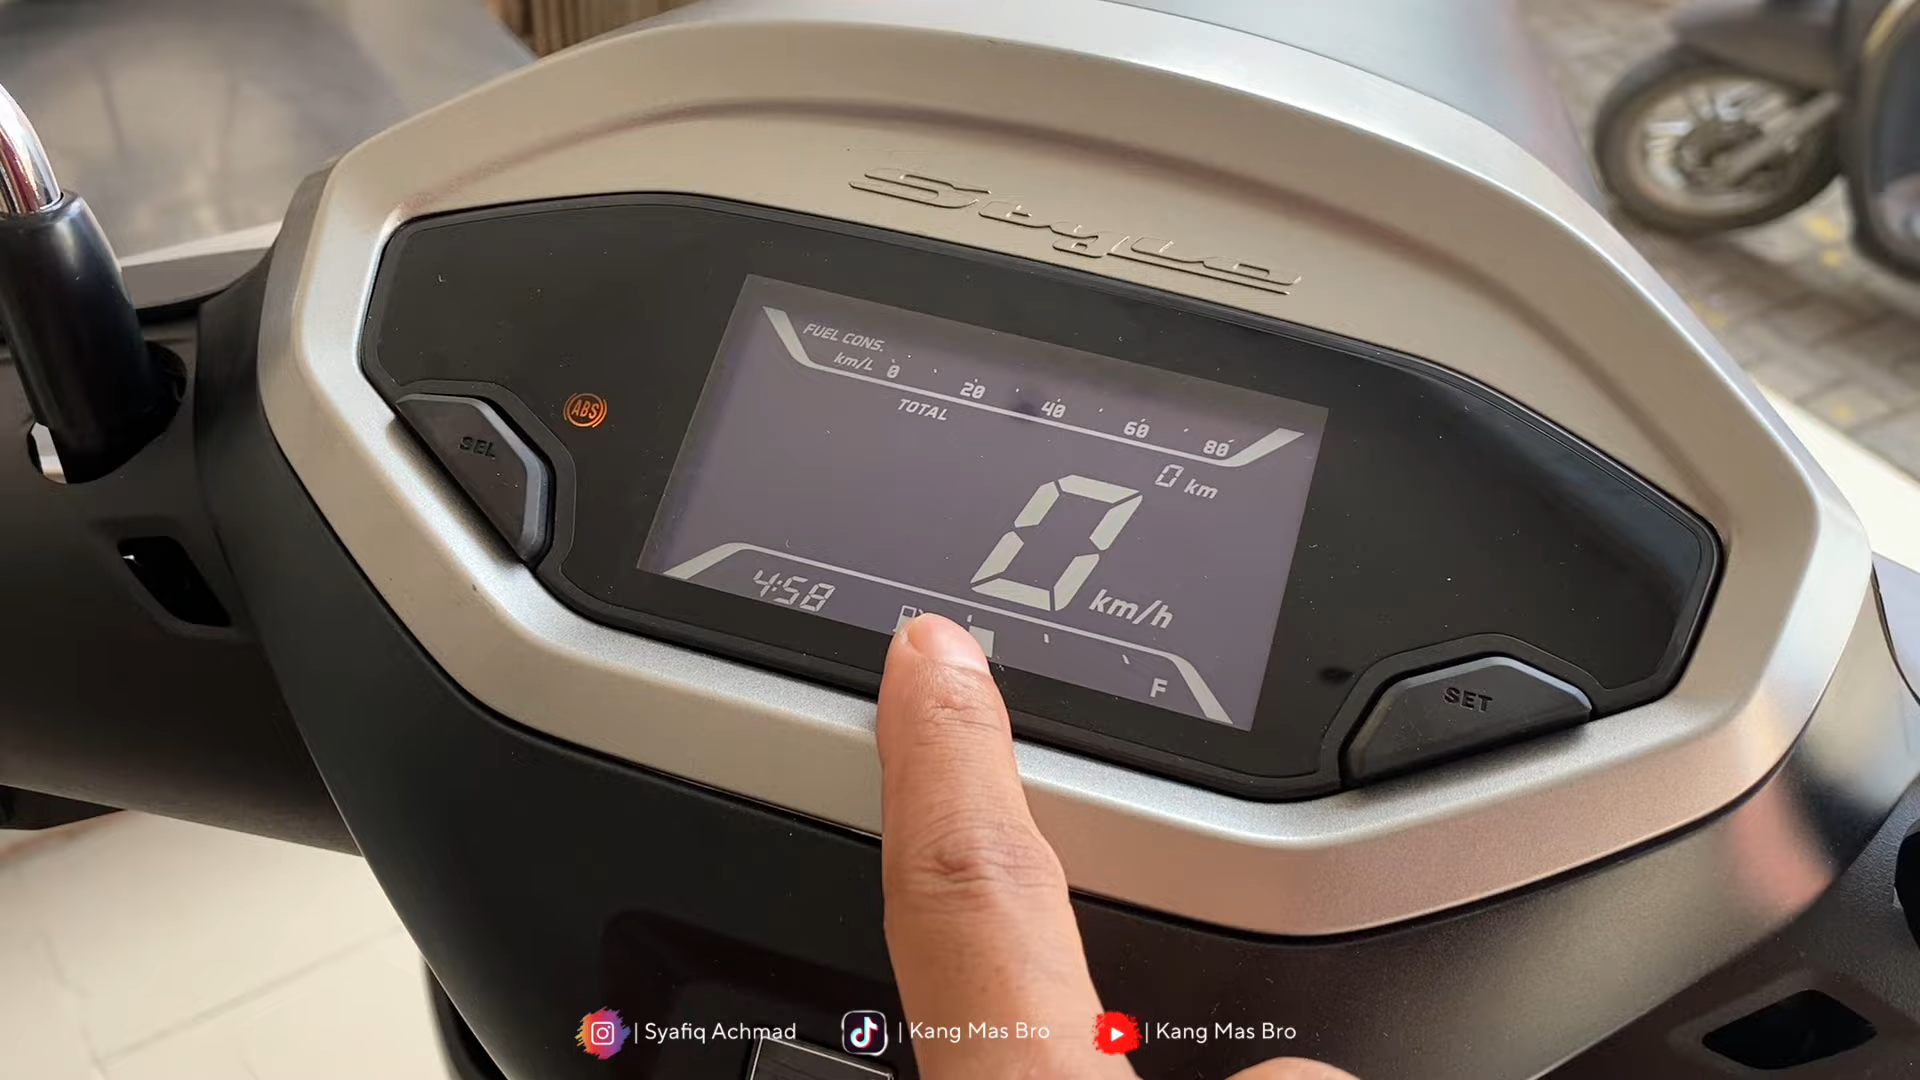 Stylo
FUEL CONS.
km/L 0 20 40 60 80
TOTAL
0 km
0 km/h
4:58
F
ABS
SEL
SET
| Syafiq Achmad
| Kang Mas Bro
| Kang Mas Bro